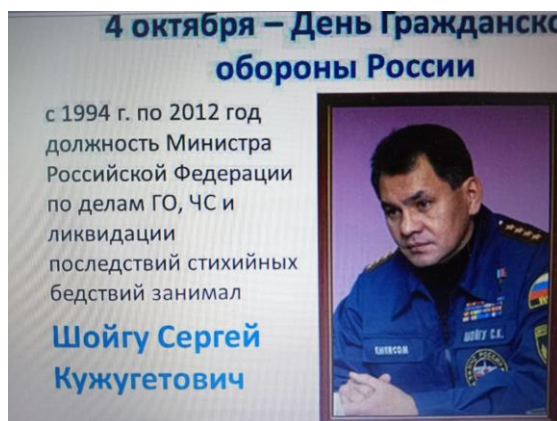 4 октября – День Гражданско
обороны России
с 1994 г. по 2012 год
должность Министра
Российской Федерации
по делам ГО, ЧС и
ликвидации
последствий стихийных
бедствий занимал
Шойгу Сергей
Кужугетович
ШОЙГУ С.К.